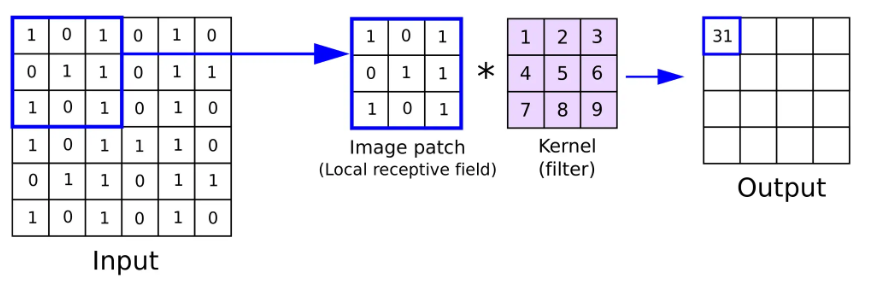 1 0 1 0 1 0
0 1 1 0 1 1
1 0 1 0 1 0
1 0 1 1 1 0
0 1 1 0 1 1
1 0 1 0 1 0
Input
1 0 1
0 1 1
1 0 1
Image patch
(Local receptive field)
*
1 2 3
4 5 6
7 8 9
Kernel
(filter)
31
Output